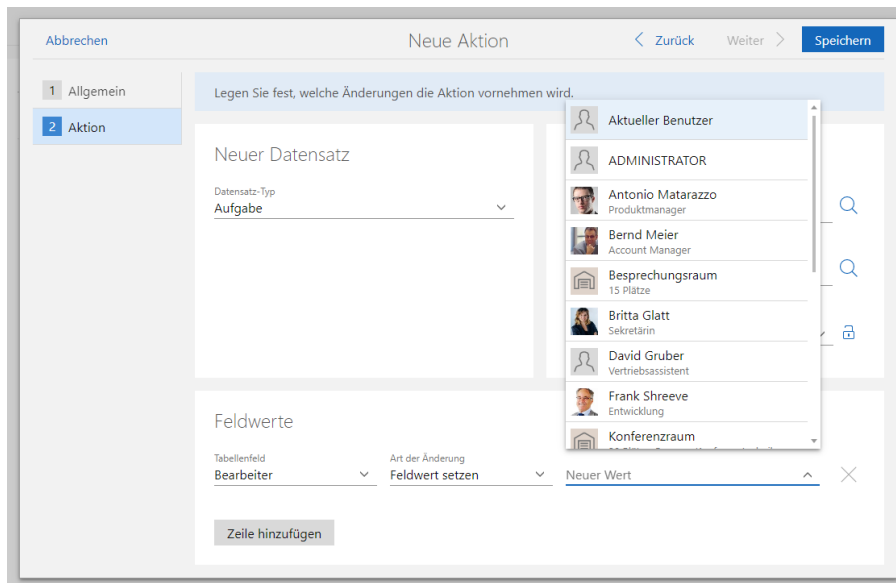 Abbrechen
Neue Aktion
Zurück
Weiter
Speichern
1 Allgemein
2 Aktion
Legen Sie fest, welche Änderungen die Aktion vornehmen wird.
Neuer Datensatz
Datensatz-Typ
Aufgabe
Aktueller Benutzer
ADMINISTRATOR
Antonio Matarazzo
Produktmanager
Bernd Meier
Account Manager
Besprechungsraum
15 Plätze
Britta Glatt
Sekretärin
David Gruber
Vertriebsassistent
Frank Shreeve
Entwicklung
Konferenzraum
Feldwerte
Tabellenfeld
Bearbeiter
Art der Änderung
Feldwert setzen
Neuer Wert
Zeile hinzufügen